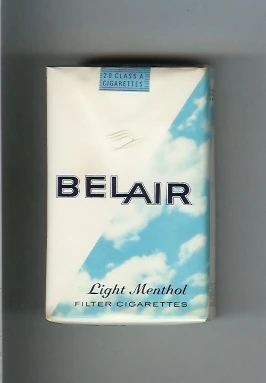 20 CLASS A
CIGARETTES
BELAIR
Light Menthol
FILTER CIGARETTES